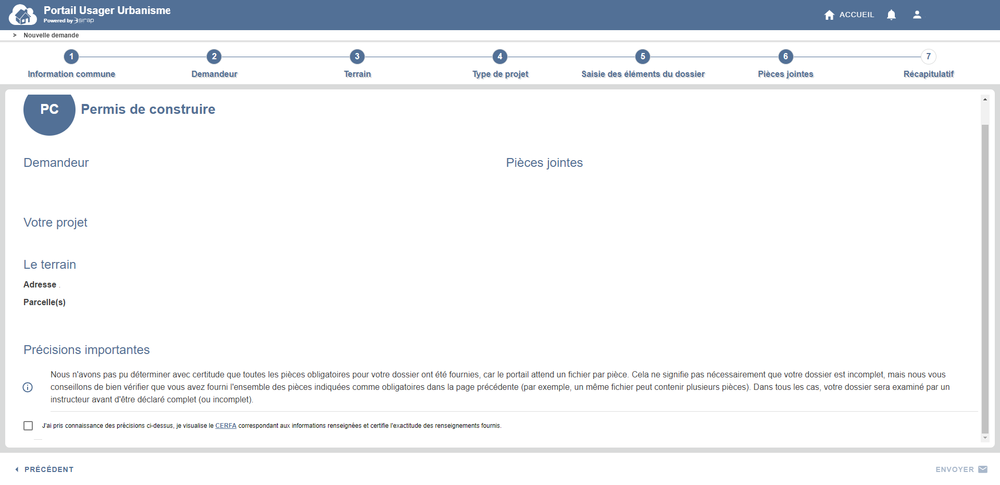 Portail Usager Urbanisme
Powered by sirap
ACCUEIL
> Nouvelle demande
1 2 3 4 5 6 7
Information commune Demandeur Terrain Type de projet Saisie des éléments du dossier Pièces jointes Récapitulatif
PC Permis de construire
Demandeur
Pièces jointes
Votre projet
Le terrain
Adresse .
Parcelle(s)
Précisions importantes
Nous n'avons pas pu déterminer avec certitude que toutes les pièces obligatoires pour votre dossier ont été fournies, car le portail attend un fichier par pièce. Cela ne signifie pas nécessairement que votre dossier est incomplet, mais nous vous
conseillons de bien vérifier que vous avez fourni l'ensemble des pièces indiquées comme obligatoires dans la page précédente (par exemple, un même fichier peut contenir plusieurs pièces). Dans tous les cas, votre dossier sera examiné par un
instructeur avant d'être déclaré complet (ou incomplet).
J'ai pris connaissance des précisions ci-dessus, je visualise le CERFA correspondant aux informations renseignées et certifie l'exactitude des renseignements fournis.
PRÉCÉDENT
ENVOYER